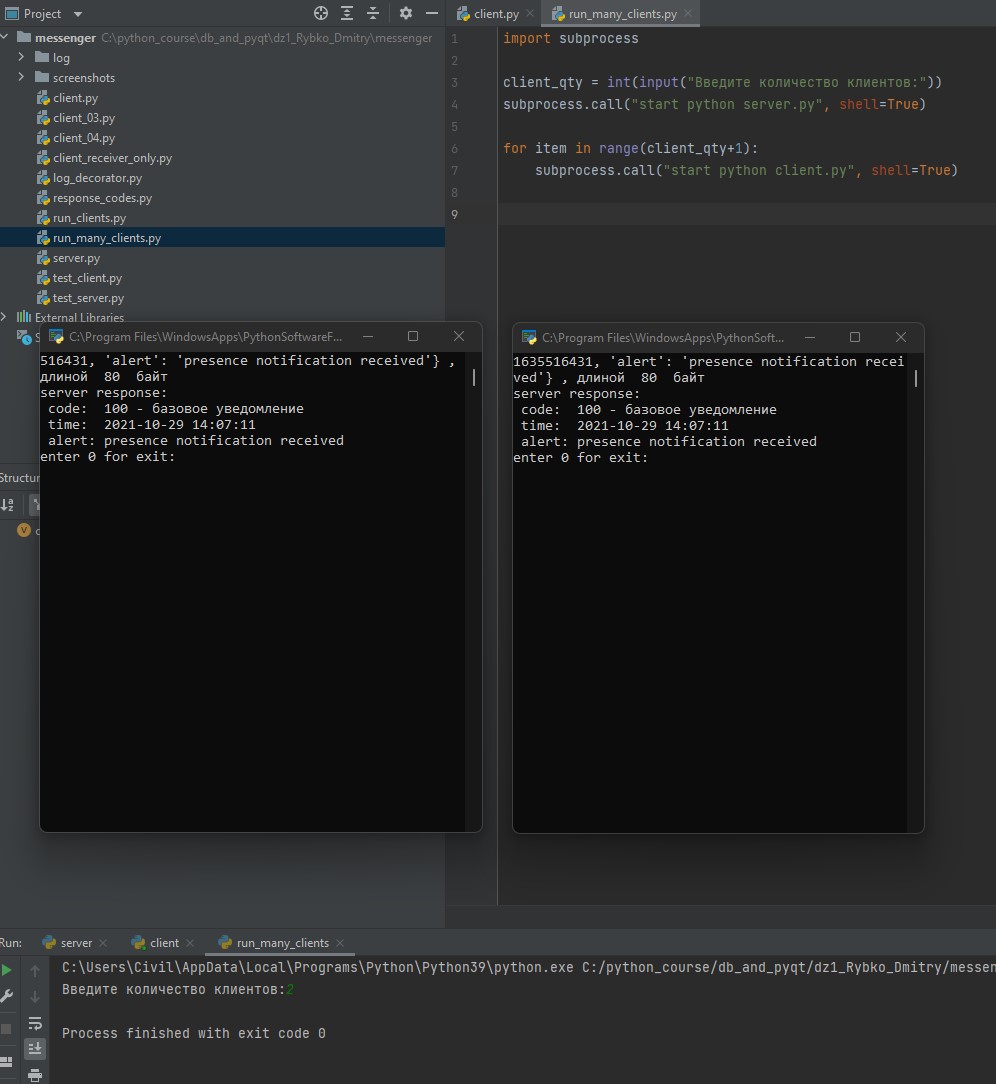 Project
messenger C:\python_course\db_and_pyqt\dz1_Rybko_Dmitry\messenger
log
screenshots
client.py
client_03.py
client_04.py
client_receiver_only.py
log_decorator.py
response_codes.py
run_clients.py
run_many_clients.py
server.py
test_client.py
test_server.py
External Libraries
client.py
run_many_clients.py
1 import subprocess
2
3 client_qty = int(input("Введите количество клиентов:"))
4 subprocess.call("start python server.py", shell=True)
5
6 for item in range(client_qty+1):
7 subprocess.call("start python client.py", shell=True)
8
9
C:\Program Files\WindowsApps\PythonSoftwareF...
516431, 'alert': 'presence notification received'} ,
длиной 80 байт
server response:
code: 100 - базовое уведомление
time: 2021-10-29 14:07:11
alert: presence notification received
enter 0 for exit:
C:\Program Files\WindowsApps\PythonSoft...
1635516431, 'alert': 'presence notification recei
ved'} , длиной 80 байт
server response:
code: 100 - базовое уведомление
time: 2021-10-29 14:07:11
alert: presence notification received
enter 0 for exit:
Structur
Run:
server
client
run_many_clients
C:\Users\Civil\AppData\Local\Programs\Python\Python39\python.exe C:/python_course/db_and_pyqt/dz1_Rybko_Dmitry/messen
Введите количество клиентов:2
Process finished with exit code 0